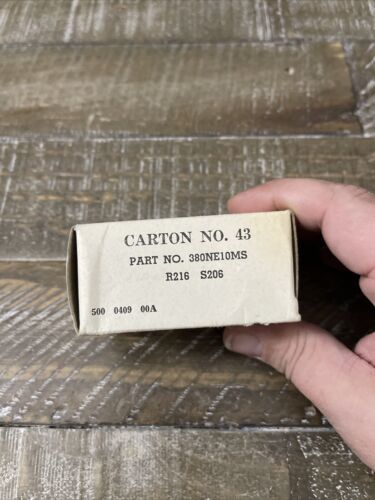 CARTON NO. 43
PART NO. 380NE10MS
R216 S206
500 0409 00A